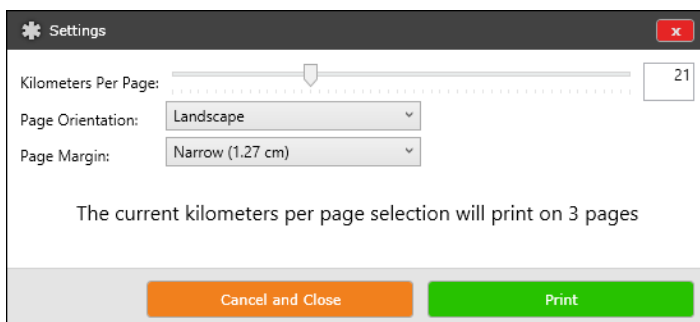 Settings
x
Kilometers Per Page:
21
Page Orientation:
Landscape
Page Margin:
Narrow (1.27 cm)
The current kilometers per page selection will print on 3 pages
Cancel and Close
Print